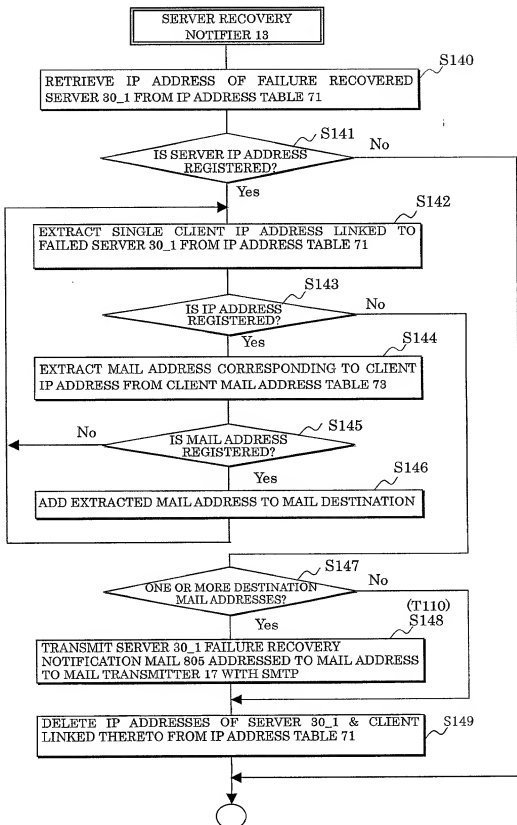 SERVER RECOVERY
NOTIFIER 13
S140
RETRIEVE IP ADDRESS OF FAILURE RECOVERED
SERVER 30_1 FROM IP ADDRESS TABLE 71
S141
No
IS SERVER IP ADDRESS
REGISTERED?
Yes
S142
EXTRACT SINGLE CLIENT IP ADDRESS LINKED TO
FAILED SERVER 30_1 FROM IP ADDRESS TABLE 71
S143
No
IS IP ADDRESS
REGISTERED?
Yes
S144
EXTRACT MAIL ADDRESS CORRESPONDING TO CLIENT
IP ADDRESS FROM CLIENT MAIL ADDRESS TABLE 73
S145
No
IS MAIL ADDRESS
REGISTERED?
Yes
S146
ADD EXTRACTED MAIL ADDRESS TO MAIL DESTINATION
S147
No
ONE OR MORE DESTINATION
MAIL ADDRESSES?
(T110)
Yes
S148
TRANSMIT SERVER 30_1 FAILURE RECOVERY
NOTIFICATION MAIL 805 ADDRESSED TO MAIL ADDRESS
TO MAIL TRANSMITTER 17 WITH SMTP
S149
DELETE IP ADDRESSES OF SERVER 30_1 & CLIENT
LINKED THERETO FROM IP ADDRESS TABLE 71